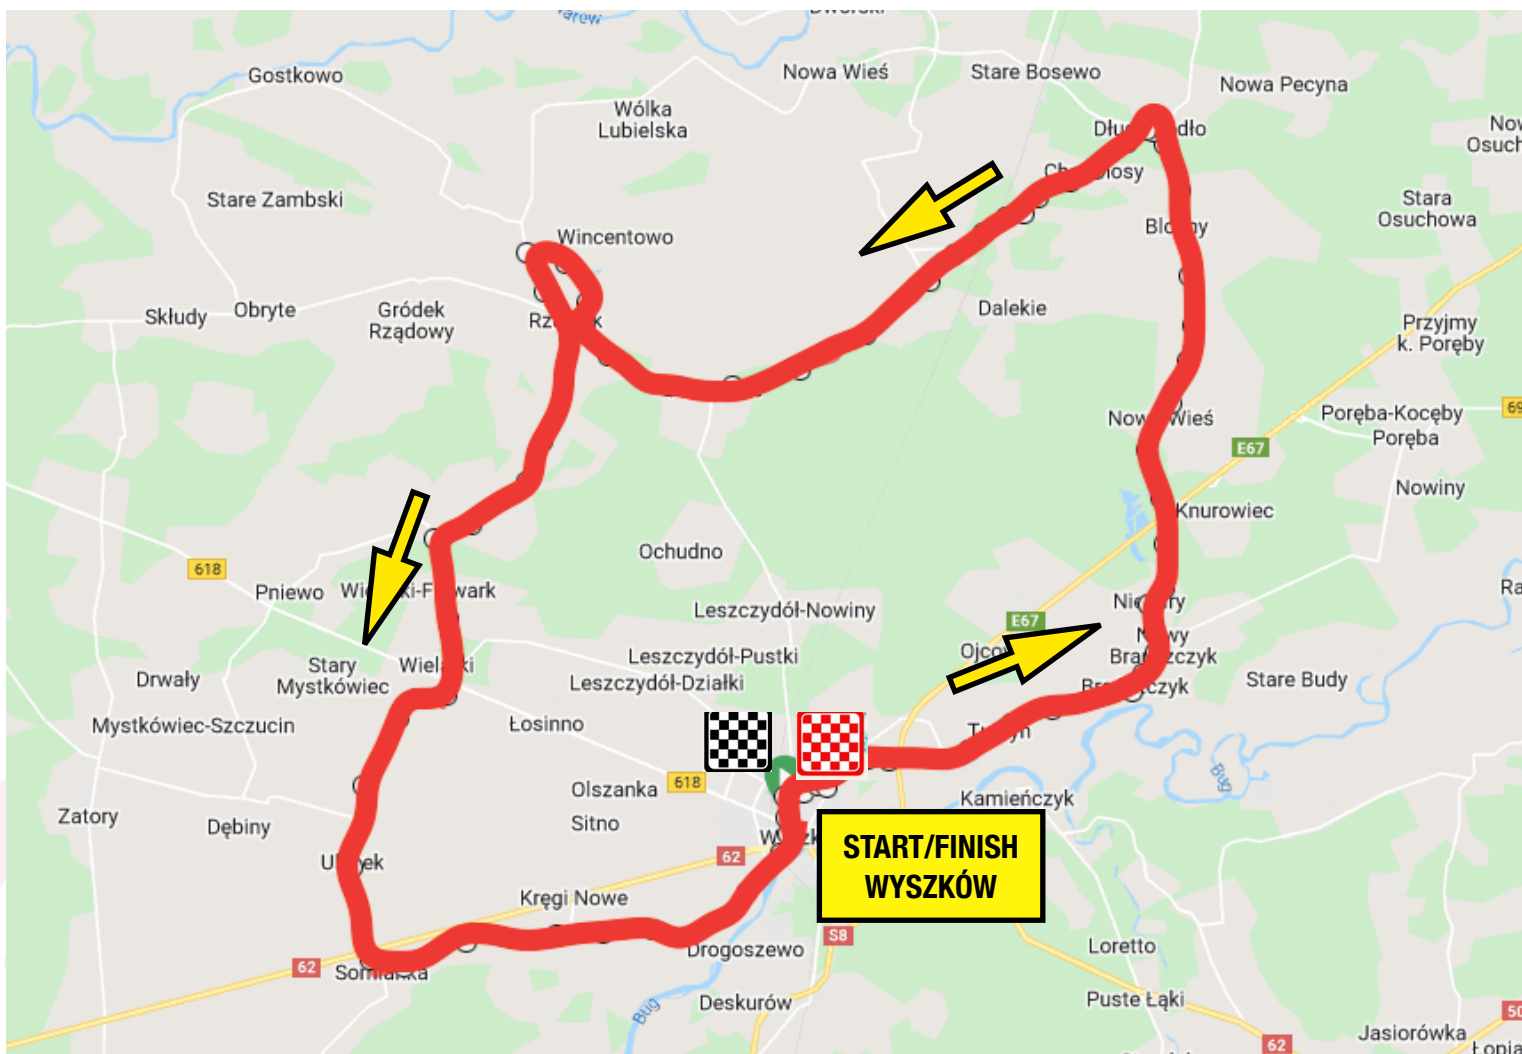 Gostkowo
Nowa Wieś
Stare Bosewo
Nowa Pecyna
Wólka
Lubielska
Stare Zambski
Stara
Osuchowa
Wincentowo
Skłudy
Obryte
Gródek
Rządowy
Dalekie
Przyjmy
k. Poręby
Poręba-Kocęby
Poręba
E67
Nowiny
Knurowiec
Ochudno
618
Pniewo
Leszczydół-Nowiny
E67
Leszczydół-Pustki
Leszczydół-Działki
Stary
Mystkówiec
Drwały
Stare Budy
Mystkówiec-Szczucin
Łosinno
Olszanka
618
Bug
Kamieńczyk
Zatory
Dębiny
Sitno
62
START/FINISH
WYSZKÓW
Kręgi Nowe
S8
Drogoszewo
Loretto
62
Deskurów
Bug
Puste Łąki
Jasiorówka
62